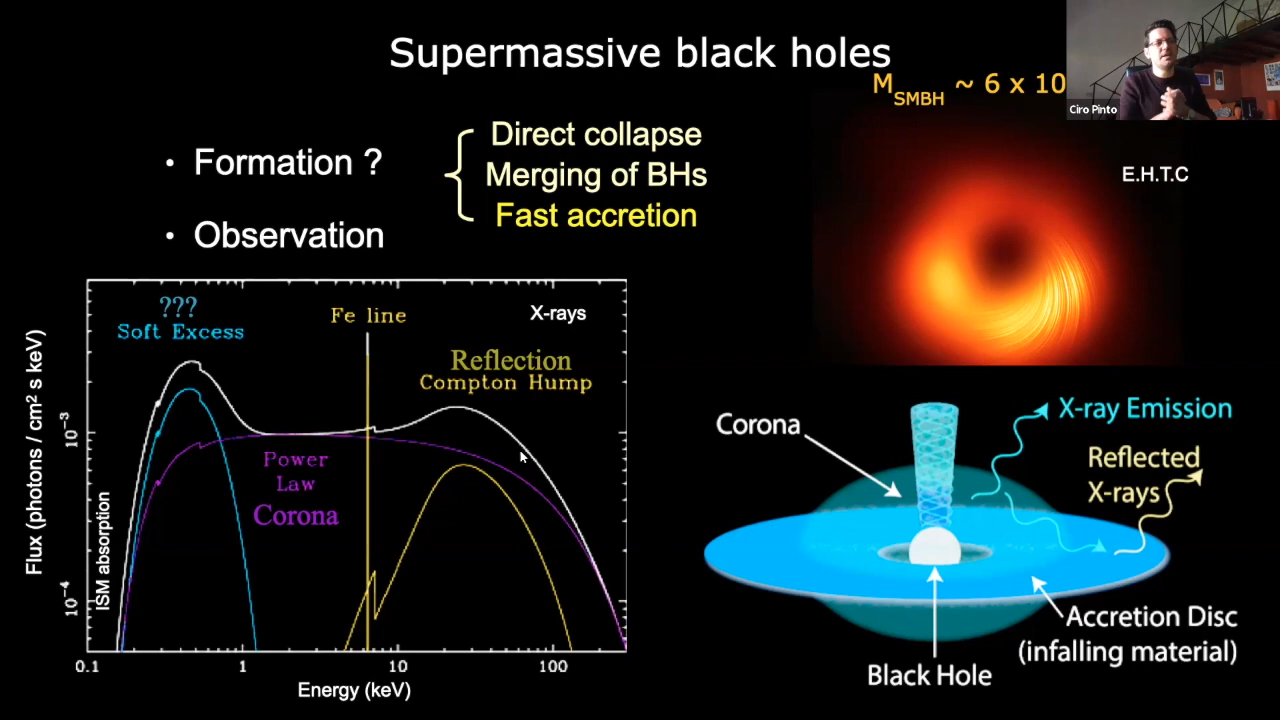 Supermassive black holes
M_SMBH ~ 6 x 10
Ciro Pinto
• Formation ?
Direct collapse
Merging of BHs
Fast accretion
• Observation
E.H.T.C
???
Soft Excess
Fe line
X-rays
Reflection
Compton Hump
Power
Law
Corona
ISM absorption
Flux (photons / cm² s keV)
10⁻³
10⁻⁴
0.1
1
10
100
Energy (keV)
Corona
X-ray Emission
Reflected
X-rays
Accretion Disc
(infalling material)
Black Hole